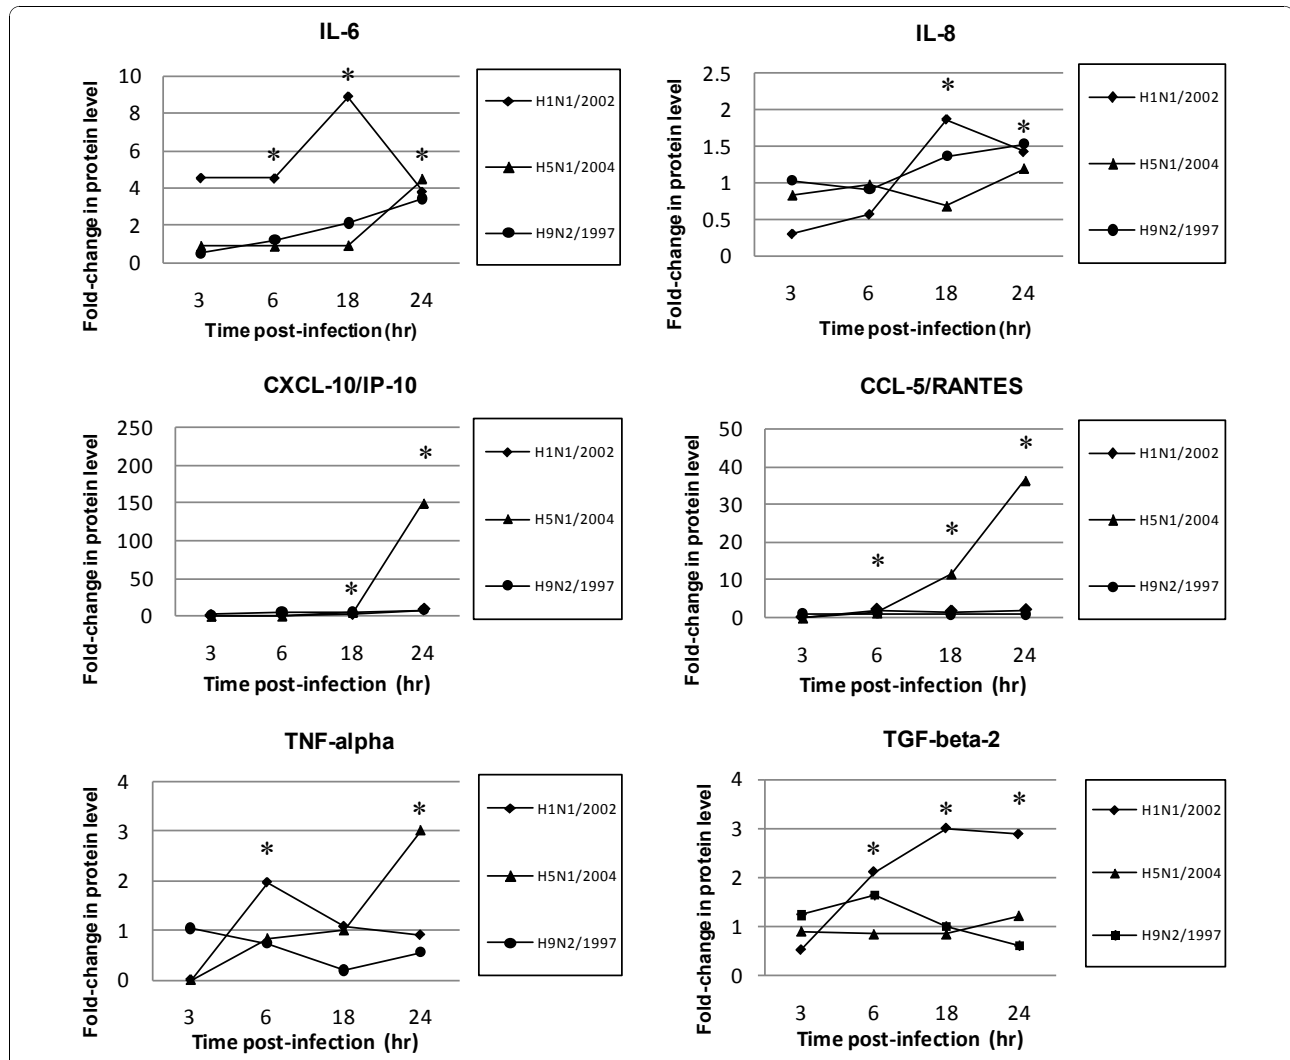 IL-6
Fold-change in protein level
10
8
6
4
2
0
*
*
*
3 6 18 24
Time post-infection (hr)
H1N1/2002
H5N1/2004
H9N2/1997
IL-8
Fold-change in protein level
2.5
2
1.5
1
0.5
0
*
*
3 6 18 24
Time post-infection (hr)
H1N1/2002
H5N1/2004
H9N2/1997
CXCL-10/IP-10
Fold-change in protein level
250
200
150
100
50
0
*
*
3 6 18 24
Time post-infection (hr)
H1N1/2002
H5N1/2004
H9N2/1997
CCL-5/RANTES
Fold-change in protein level
50
40
30
20
10
0
*
*
*
3 6 18 24
Time post-infection (hr)
H1N1/2002
H5N1/2004
H9N2/1997
TNF-alpha
Fold-change in protein level
4
3
2
1
0
*
*
3 6 18 24
Time post-infection (hr)
H1N1/2002
H5N1/2004
H9N2/1997
TGF-beta-2
Fold-change in protein level
4
3
2
1
0
*
*
*
3 6 18 24
Time post-infection (hr)
H1N1/2002
H5N1/2004
H9N2/1997